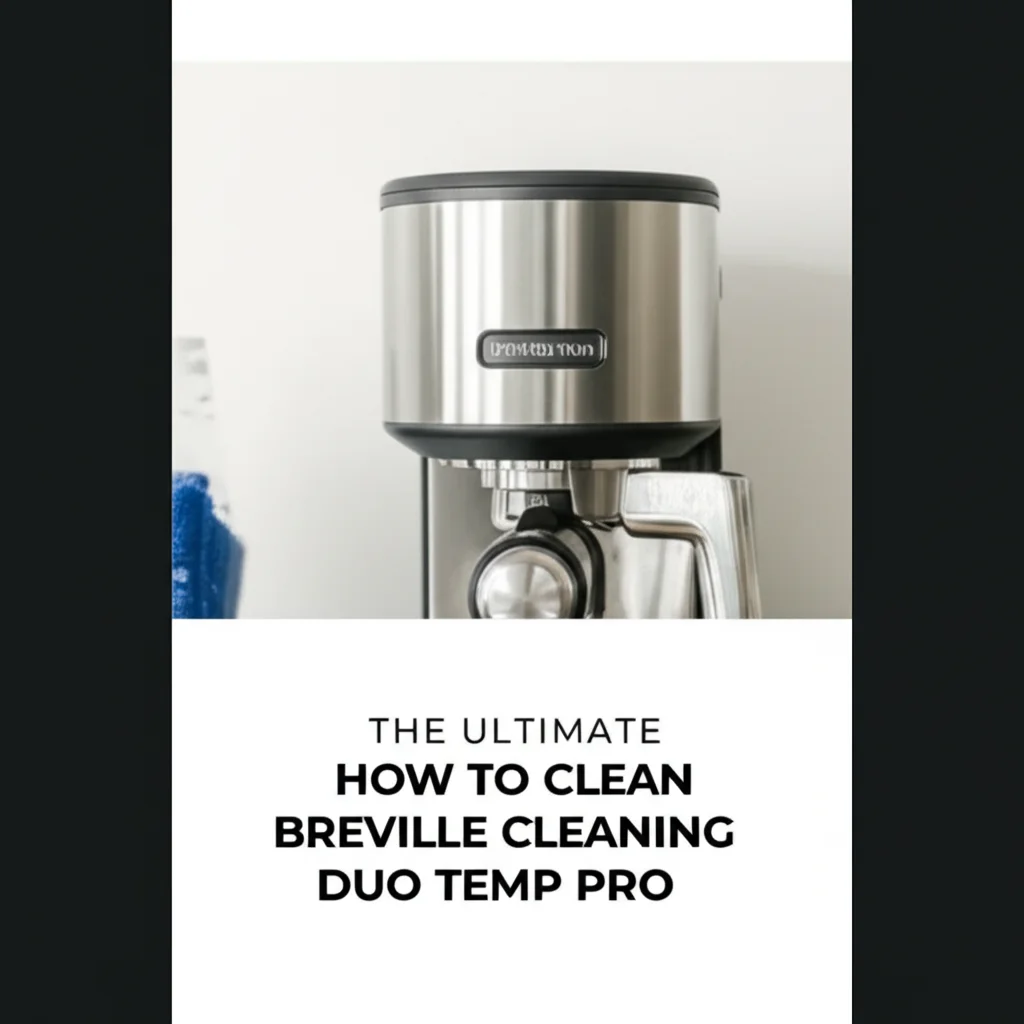 THE ULTIMATE
HOW TO CLEAN
BREVILLE CLEANING
DUO TEMP PRO